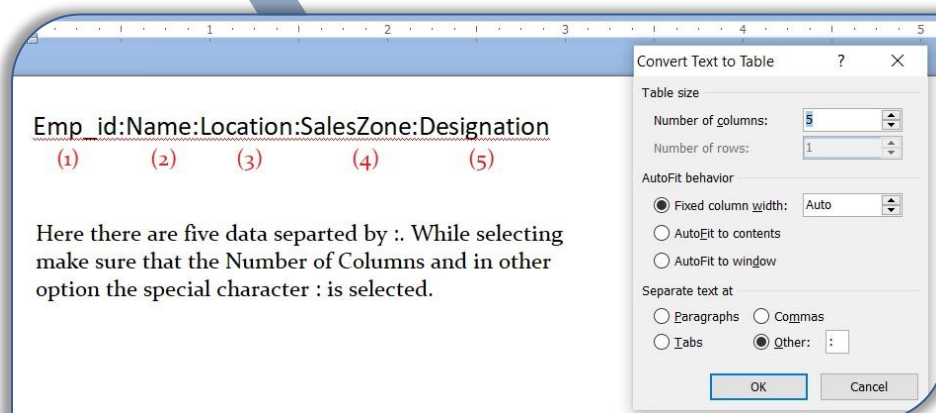 1 2 3 4 5
Emp_id:Name:Location:SalesZone:Designation
(1) (2) (3) (4) (5)
Here there are five data separted by :. While selecting
make sure that the Number of Columns and in other
option the special character : is selected.
Convert Text to Table ? ×
Table size
Number of columns: 5
Number of rows: 1
AutoFit behavior
Fixed column width: Auto
AutoFit to contents
AutoFit to window
Separate text at
Paragraphs Commas
Tabs Other: :
OK Cancel